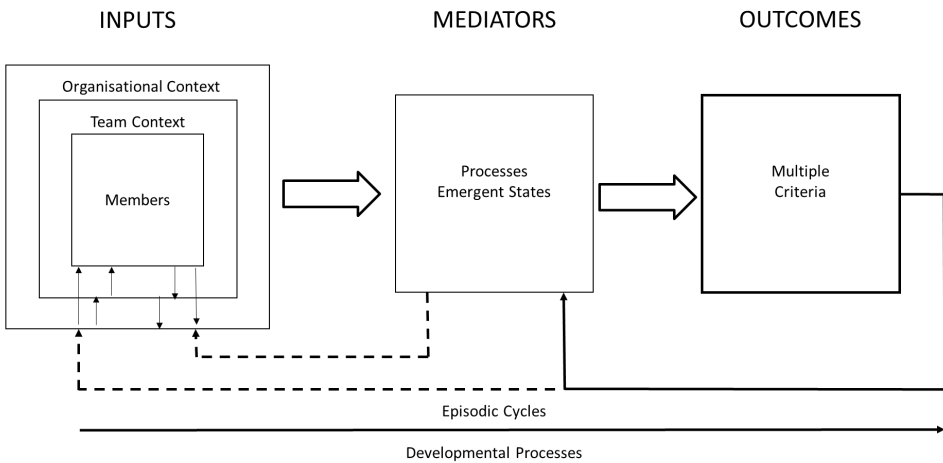 INPUTS
MEDIATORS
OUTCOMES
Organisational Context
Team Context
Members
Processes
Emergent States
Multiple
Criteria
Episodic Cycles
Developmental Processes